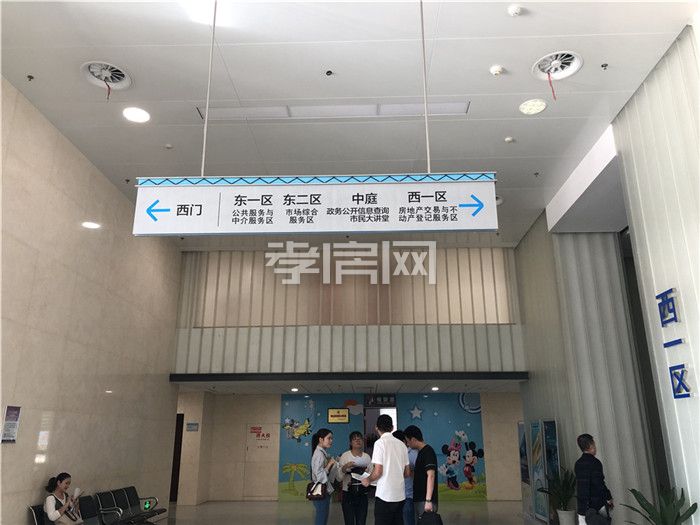 西门
东一区 东二区 中庭 西一区
公共服务与 市场综合 政务公开信息查询 房地产交易与不
中介服务区 服务区 市民大讲堂 动产登记服务区
孝房网
西一区